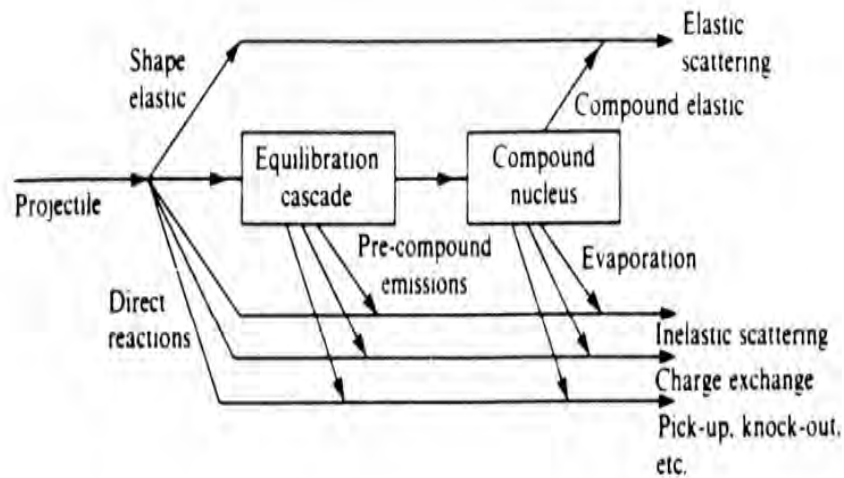 Shape
elastic
Elastic
scattering
Compound elastic
Equilibration
cascade
Compound
nucleus
Projectile
Pre-compound
emissions
Evaporation
Direct
reactions
Inelastic scattering
Charge exchange
Pick-up, knock-out,
etc.